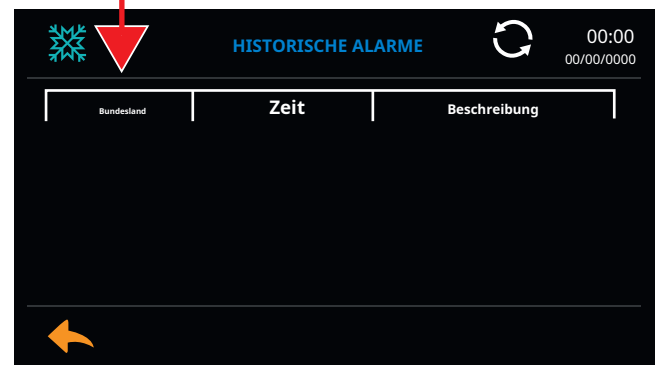 HISTORISCHE ALARME
00:00
00/00/0000
Bundesland Zeit Beschreibung